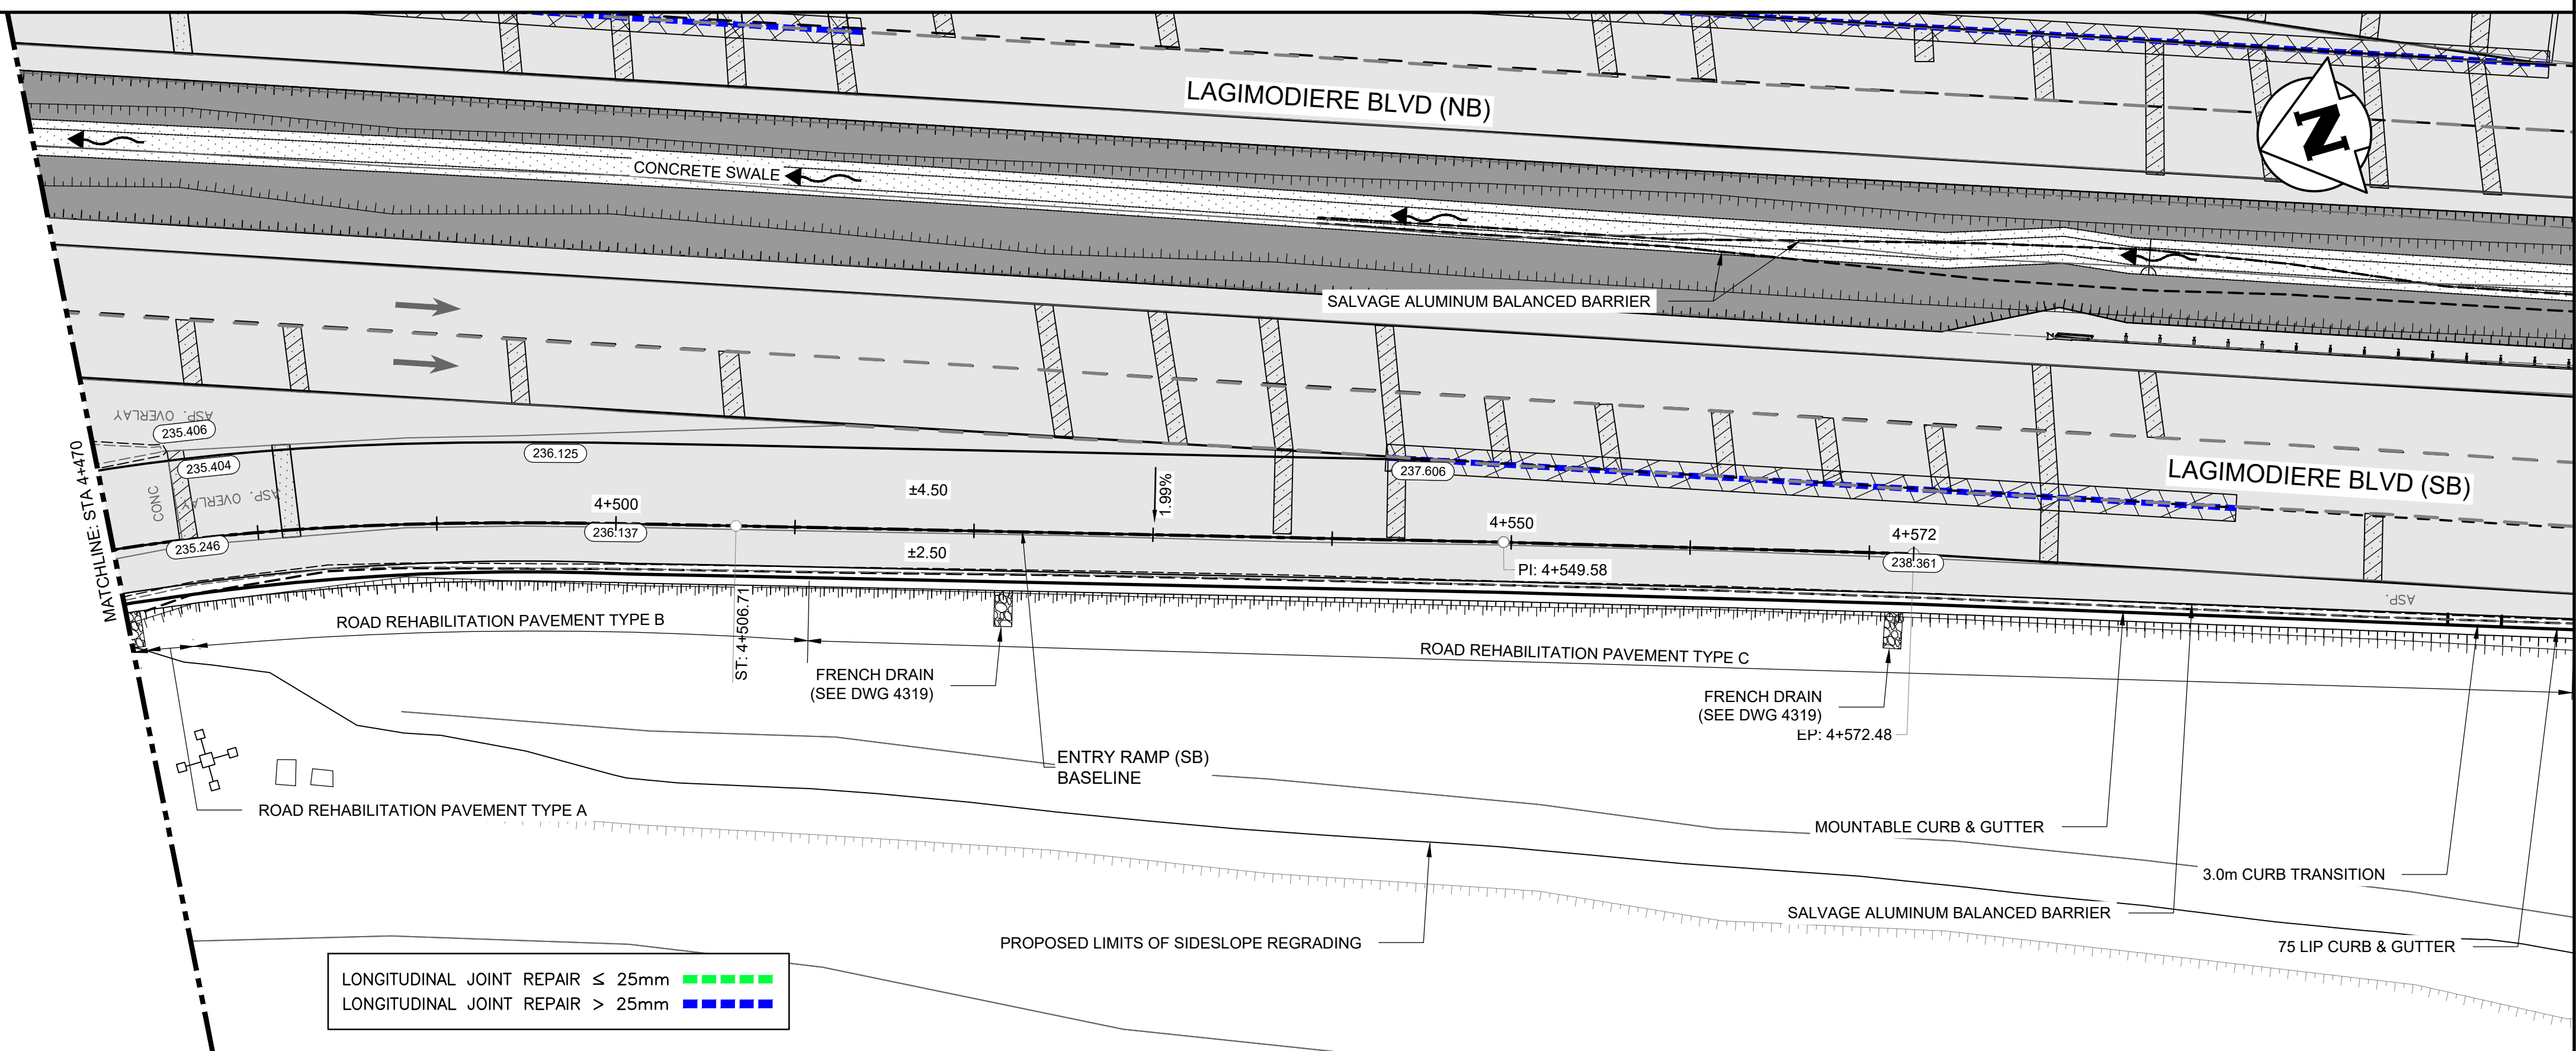 LAGIMODIERE BLVD (NB)
N
CONCRETE SWALE
SALVAGE ALUMINUM BALANCED BARRIER
ASP. OVERLAY
235.406
235.404
CONC
ASP. OVERLAY
235.246
MATCHLINE: STA 4+470
236.125
4+500
236.137
±4.50
±2.50
1.99%
237.606
4+550
PI: 4+549.58
4+572
238.361
LAGIMODIERE BLVD (SB)
ASP.
ROAD REHABILITATION PAVEMENT TYPE B
ST: 4+506.71
FRENCH DRAIN
(SEE DWG 4319)
ROAD REHABILITATION PAVEMENT TYPE C
FRENCH DRAIN
(SEE DWG 4319)
EP: 4+572.48
ENTRY RAMP (SB)
BASELINE
ROAD REHABILITATION PAVEMENT TYPE A
MOUNTABLE CURB & GUTTER
3.0m CURB TRANSITION
SALVAGE ALUMINUM BALANCED BARRIER
PROPOSED LIMITS OF SIDESLOPE REGRADING
75 LIP CURB & GUTTER
LONGITUDINAL JOINT REPAIR ≤ 25mm
LONGITUDINAL JOINT REPAIR > 25mm